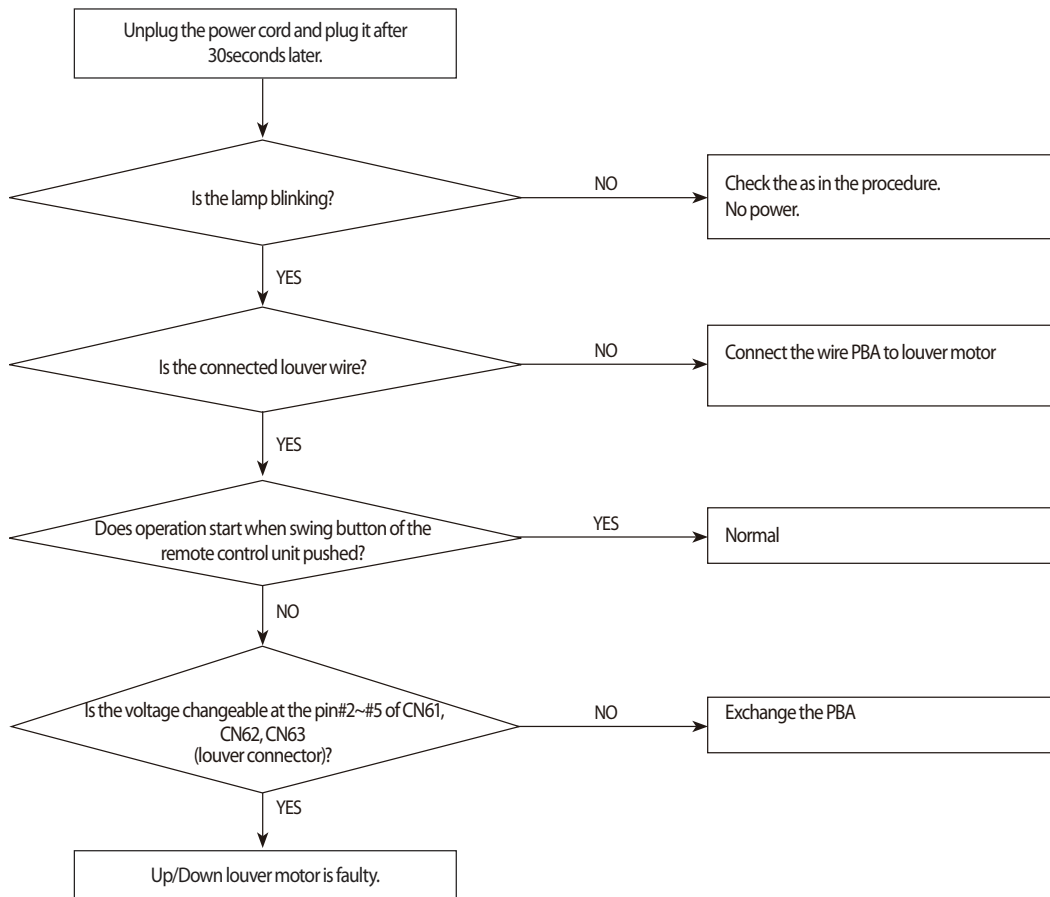 Unplug the power cord and plug it after
30seconds later.
Is the lamp blinking?
NO
Check the as in the procedure.
No power.
YES
Is the connected louver wire?
NO
Connect the wire PBA to louver motor
YES
Does operation start when swing button of the
remote control unit pushed?
YES
Normal
NO
Is the voltage changeable at the pin#2~#5 of CN61,
CN62, CN63
(louver connector)?
NO
Exchange the PBA
YES
Up/Down louver motor is faulty.